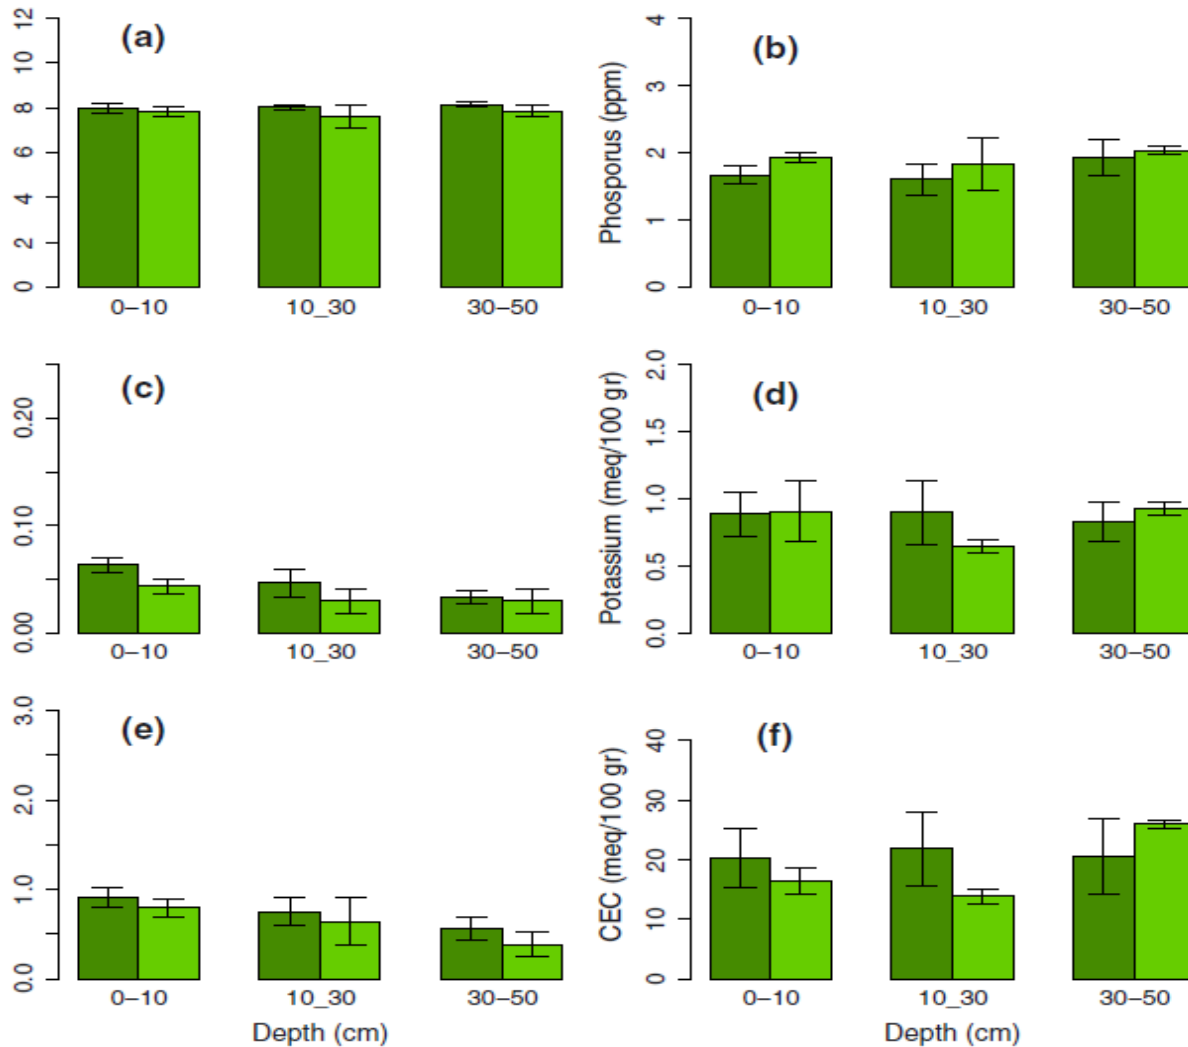 (a)
12
10
8
6
4
2
0
0–10 10_30 30–50
(b)
Phosporus (ppm)
4
3
2
1
0
0–10 10_30 30–50
(c)
0.20
0.10
0.00
0–10 10_30 30–50
(d)
Potassium (meq/100 gr)
2.0
1.5
1.0
0.5
0.0
0–10 10_30 30–50
(e)
3.0
2.0
1.0
0.0
0–10 10_30 30–50
Depth (cm)
(f)
CEC (meq/100 gr)
40
30
20
10
0
0–10 10_30 30–50
Depth (cm)